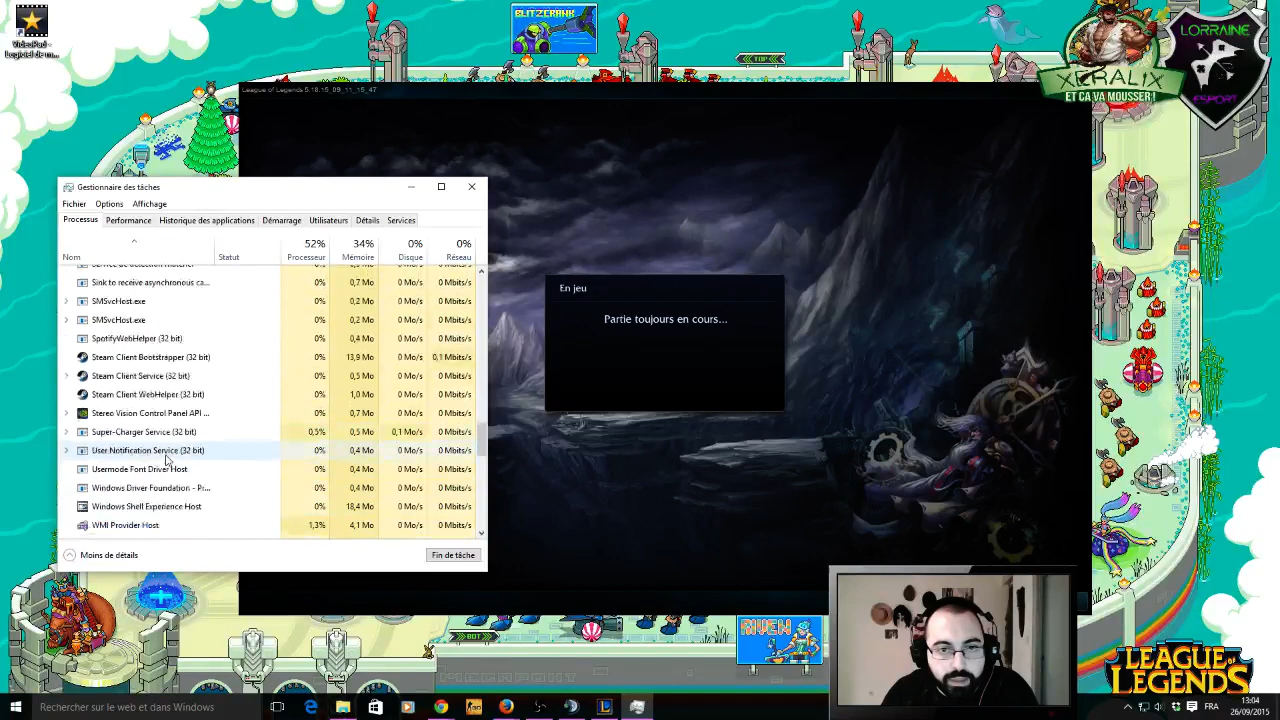 VideoPad -
Logiciel de m...
BLITZCRANK
TOP
XERALIX
ET CA VA MOUSSER !
LORRAINE
ESPORT
League of Legends 5.18.15_09_11_15_47
Gestionnaire des tâches
Fichier Options Affichage
Processus Performance Historique des applications Démarrage Utilisateurs Détails Services
52% 34% 0% 0%
Nom Statut Processeur Mémoire Disque Réseau
Sink to receive asynchronous ca... 0% 0,7 Mo 0 Mo/s 0 Mbits/s
SMSvcHost.exe 0% 0,2 Mo 0 Mo/s 0 Mbits/s
SMSvcHost.exe 0% 0,2 Mo 0 Mo/s 0 Mbits/s
SpotifyWebHelper (32 bit) 0% 0,4 Mo 0 Mo/s 0 Mbits/s
Steam Client Bootstrapper (32 bit) 0% 13,9 Mo 0 Mo/s 0,1 Mbits/s
Steam Client Service (32 bit) 0% 0,5 Mo 0 Mo/s 0 Mbits/s
Steam Client WebHelper (32 bit) 0% 1,0 Mo 0 Mo/s 0 Mbits/s
Stereo Vision Control Panel API ... 0% 0,7 Mo 0 Mo/s 0 Mbits/s
Super-Charger Service (32 bit) 0,5% 0,5 Mo 0,1 Mo/s 0 Mbits/s
User Notification Service (32 bit) 0% 0,4 Mo 0 Mo/s 0 Mbits/s
Usermode Font Driver Host 0% 0,4 Mo 0 Mo/s 0 Mbits/s
Windows Driver Foundation - Pr... 0% 0,4 Mo 0 Mo/s 0 Mbits/s
Windows Shell Experience Host 0% 18,4 Mo 0 Mo/s 0 Mbits/s
WMI Provider Host 1,3% 4,1 Mo 0 Mo/s 0 Mbits/s
Moins de détails
Fin de tâche
En jeu
Partie toujours en cours...
BOT
RIVEN
LEAGUE OF
LEGENDS
Rechercher sur le web et dans Windows
FRA
13:04
26/09/2015